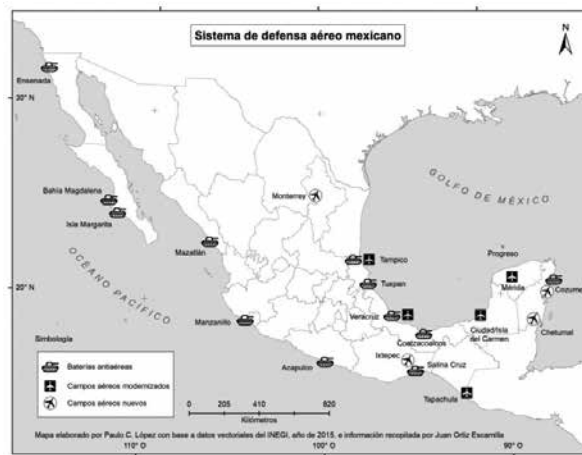 Sistema de defensa aéreo mexicano
N
Ensenada
30° N
Bahía Magdalena
Isla Margarita
Monterrey
GOLFO DE MÉXICO
Mazatlán
OCÉANO PACÍFICO
Tampico
Tuxpan
Progreso
Mérida
Cozumel
20° N
Manzanillo
Veracruz
Coatzacoalcos
Ciudad/Isla
del Carmen
Chetumal
Acapulco
Ixtepec
Salina Cruz
Tapachula
Simbología
Baterías antiaéreas
Campos aéreos modernizados
Campos aéreos nuevos
0 205 410 820
Kilómetros
Mapa elaborado por Paulo C. López con base a datos vectoriales del INEGI, año de 2015, e información recopilada por Juan Ortiz Escamilla
110° W
100° W
90° W